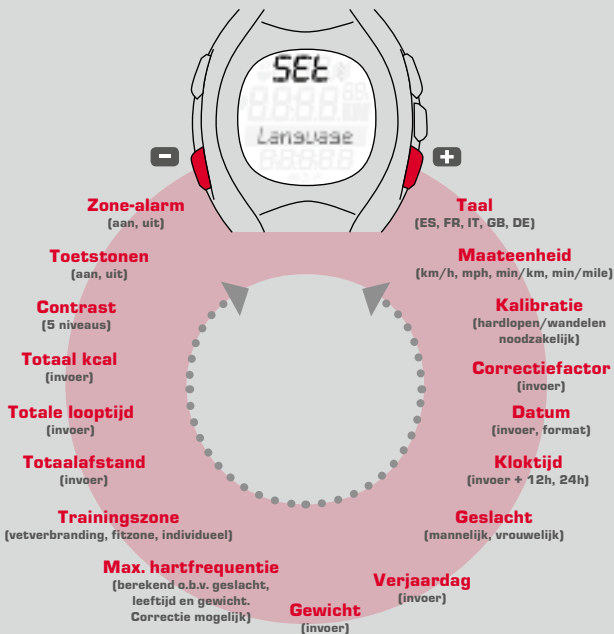 SEt
Language
-
+
Zone-alarm
(aan, uit)
Toetstonen
(aan, uit)
Contrast
(5 niveaus)
Totaal kcal
(invoer)
Totale looptijd
(invoer)
Totaalafstand
(invoer)
Trainingszone
(vetverbranding, fitzone, individueel)
Max. hartfrequentie
(berekend o.b.v. geslacht,
leeftijd en gewicht.
Correctie mogelijk)
Gewicht
(invoer)
Taal
(ES, FR, IT, GB, DE)
Maateenheid
(km/h, mph, min/km, min/mile)
Kalibratie
(hardlopen/wandelen
noodzakelijk)
Correctiefactor
(invoer)
Datum
(invoer, format)
Kloktijd
(invoer + 12h, 24h)
Geslacht
(mannelijk, vrouwelijk)
Verjaardag
(invoer)